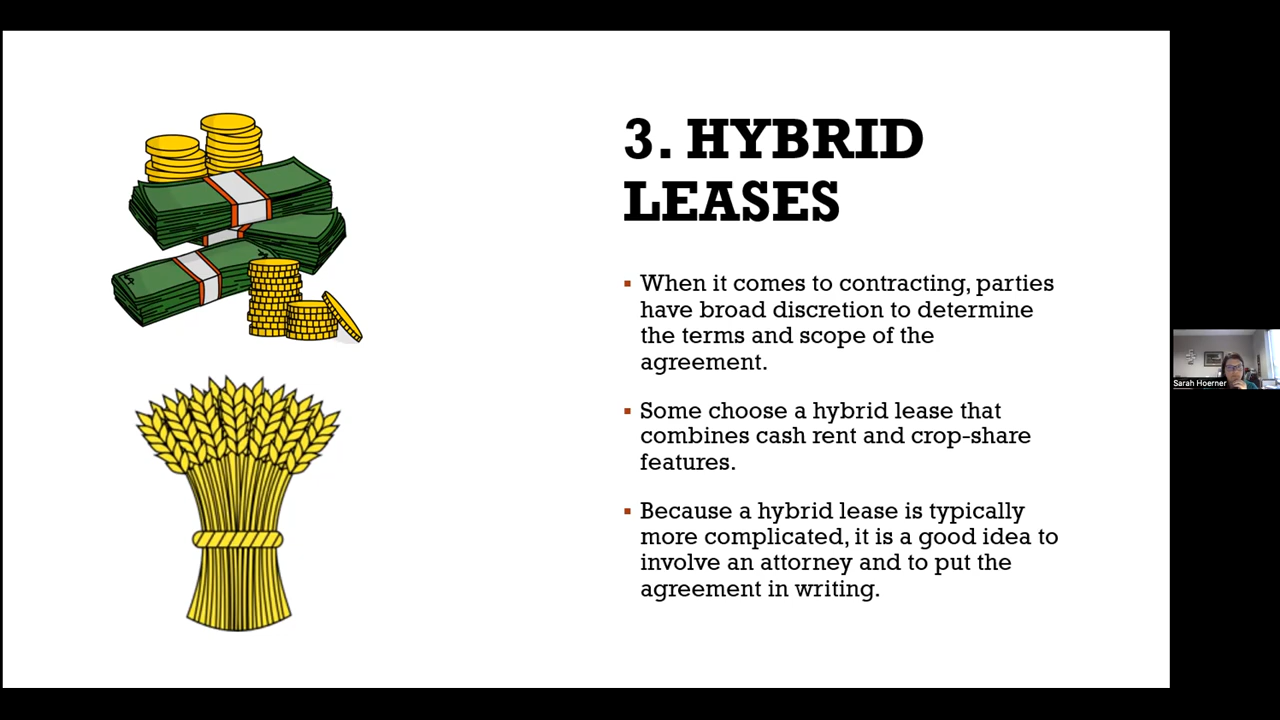 3. HYBRID
LEASES
▪ When it comes to contracting, parties
have broad discretion to determine
the terms and scope of the
agreement.
▪ Some choose a hybrid lease that
combines cash rent and crop-share
features.
▪ Because a hybrid lease is typically
more complicated, it is a good idea to
involve an attorney and to put the
agreement in writing.
Sarah Hoerner